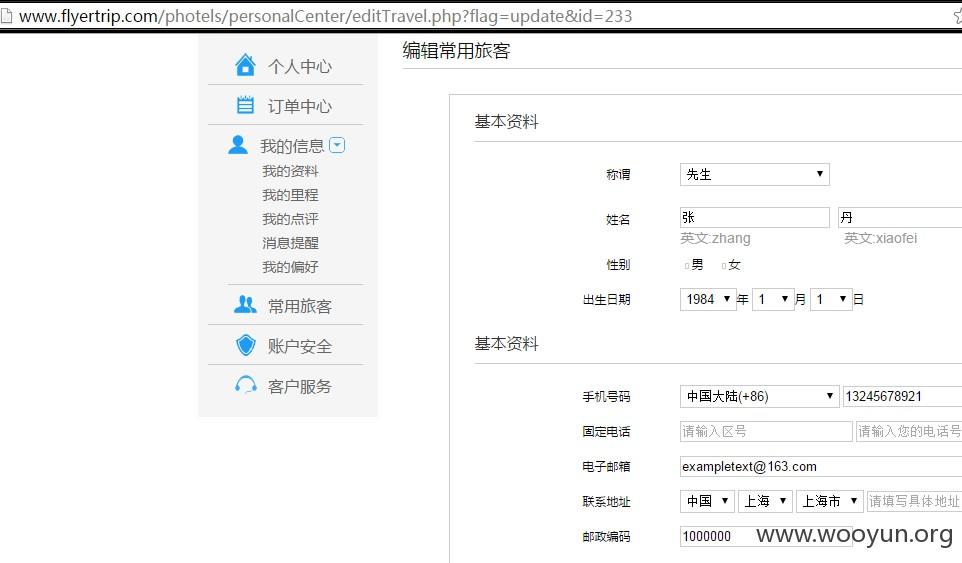 www.flyertrip.com/photels/personalCenter/editTravel.php?flag=update&id=233
个人中心
订单中心
我的信息
我的资料
我的里程
我的点评
消息提醒
我的偏好
常用旅客
账户安全
客户服务
编辑常用旅客
基本资料
称谓 先生
姓名 张 丹
英文:zhang 英文:xiaofei
性别 男 女
出生日期 1984 年 1 月 1 日
基本资料
手机号码 中国大陆(+86) 13245678921
固定电话 请输入区号 请输入您的电话号
电子邮箱 exampletext@163.com
联系地址 中国 上海 上海市 请填写具体地址
邮政编码 1000000
www.wooyun.org